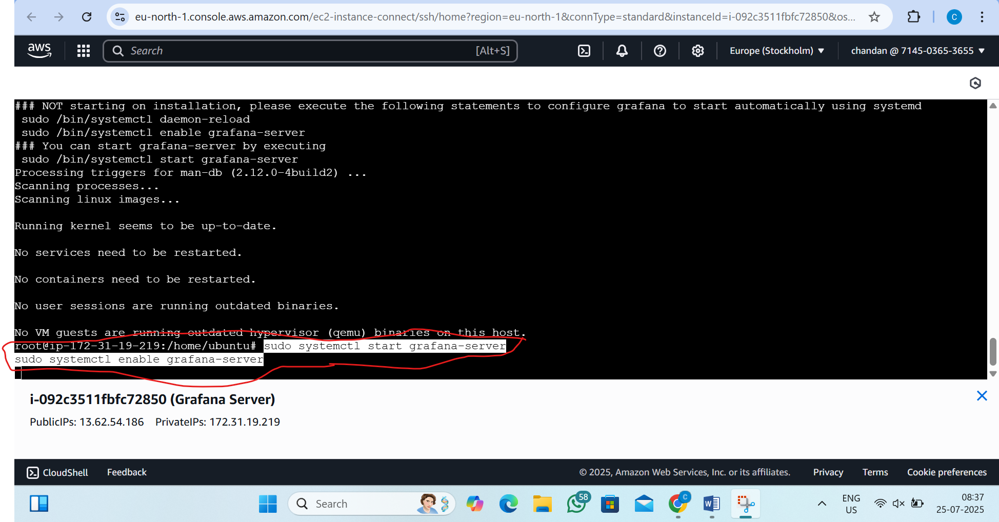 eu-north-1.console.aws.amazon.com/ec2-instance-connect/ssh/home?region=eu-north-1&connType=standard&instanceId=i-092c3511fbfc72850&os...
C
aws
Search [Alt+S]
Europe (Stockholm) ▼
chandan @ 7145-0365-3655 ▼
### NOT starting on installation, please execute the following statements to configure grafana to start automatically using systemd
sudo /bin/systemctl daemon-reload
sudo /bin/systemctl enable grafana-server
### You can start grafana-server by executing
sudo /bin/systemctl start grafana-server
Processing triggers for man-db (2.12.0-4build2) ...
Scanning processes...
Scanning linux images...
Running kernel seems to be up-to-date.
No services need to be restarted.
No containers need to be restarted.
No user sessions are running outdated binaries.
No VM guests are running outdated hypervisor (qemu) binaries on this host.
root@ip-172-31-19-219:/home/ubuntu# sudo systemctl start grafana-server
sudo systemctl enable grafana-server
i-092c3511fbfc72850 (Grafana Server)
PublicIPs: 13.62.54.186 PrivateIPs: 172.31.19.219
CloudShell Feedback © 2025, Amazon Web Services, Inc. or its affiliates. Privacy Terms Cookie preferences
Search
58
C
W
ENG
US
08:37
25-07-2025